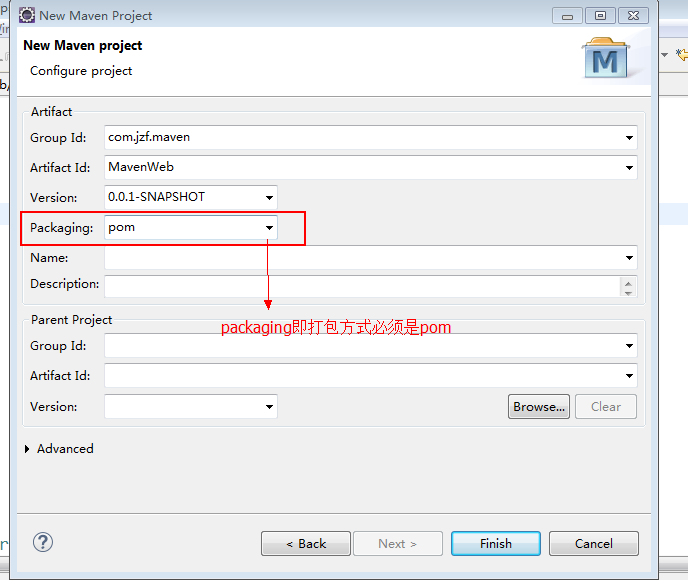 New Maven Project
New Maven project
Configure project
M
Artifact
Group Id: com.jzf.maven
Artifact Id: MavenWeb
Version: 0.0.1-SNAPSHOT
Packaging: pom
Name:
Description:
packaging即打包方式必须是pom
Parent Project
Group Id:
Artifact Id:
Version:
Browse... Clear
Advanced
? < Back Next > Finish Cancel